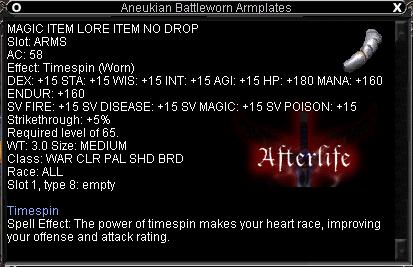 Aneukian Battleworn Armplates
MAGIC ITEM LORE ITEM NO DROP
Slot: ARMS
AC: 58
Effect: Timespin (Worn)
DEX: +15 STA: +15 WIS: +15 INT: +15 AGI: +15 HP: +180 MANA: +160
ENDUR: +160
SV FIRE: +15 SV DISEASE: +15 SV MAGIC: +15 SV POISON: +15
Strikethrough: +5%
Required level of 65.
WT: 3.0 Size: MEDIUM
Class: WAR CLR PAL SHD BRD
Race: ALL
Slot 1, type 8: empty
Afterlife
Timespin
Spell Effect: The power of timespin makes your heart race, improving
your offense and attack rating.